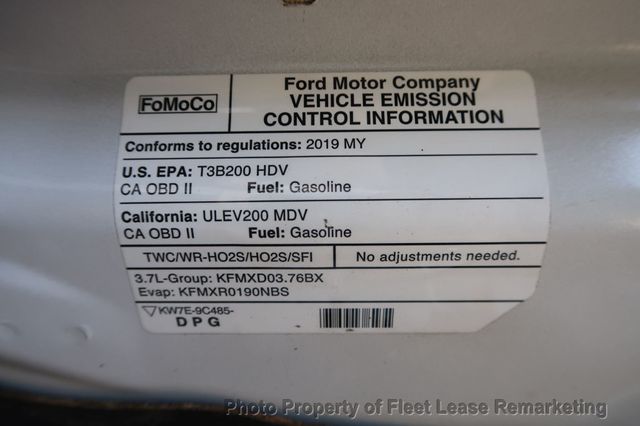 FoMoCo
Ford Motor Company
VEHICLE EMISSION
CONTROL INFORMATION
Conforms to regulations: 2019 MY
U.S. EPA: T3B200 HDV
CA OBD II Fuel: Gasoline
California: ULEV200 MDV
CA OBD II Fuel: Gasoline
TWC/WR-HO2S/HO2S/SFI No adjustments needed.
3.7L-Group: KFMXD03.76BX
Evap: KFMXR0190NBS
KW7E-9C485-
DPG
Photo Property of Fleet Lease Remarketing